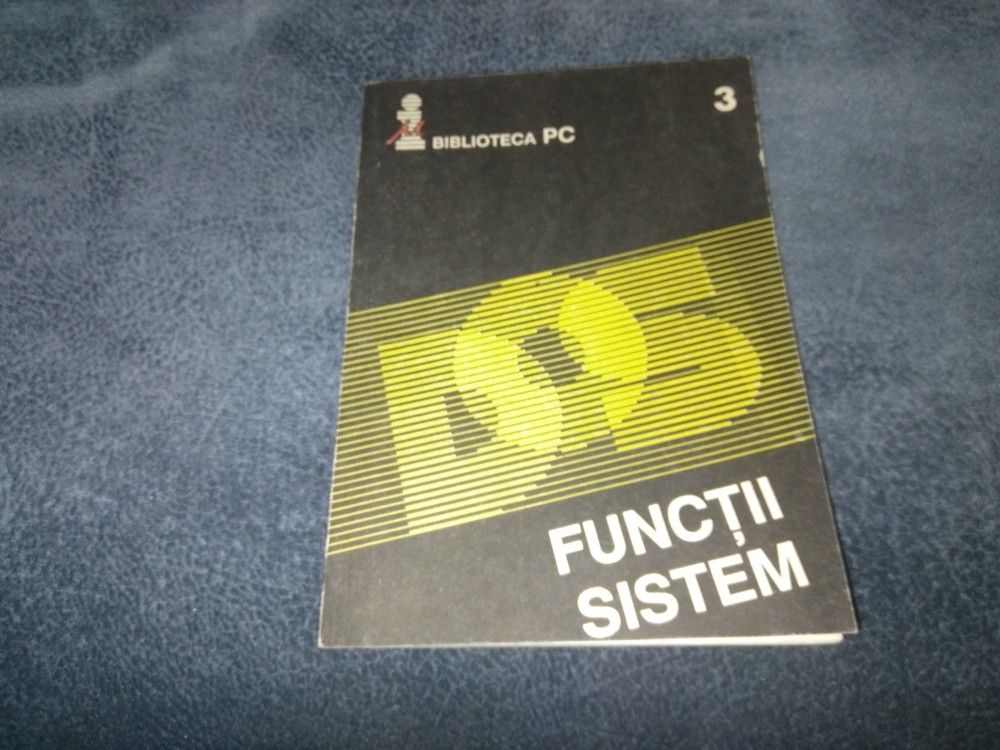 3
BIBLIOTECA PC
DOS
FUNCȚII
SISTEM